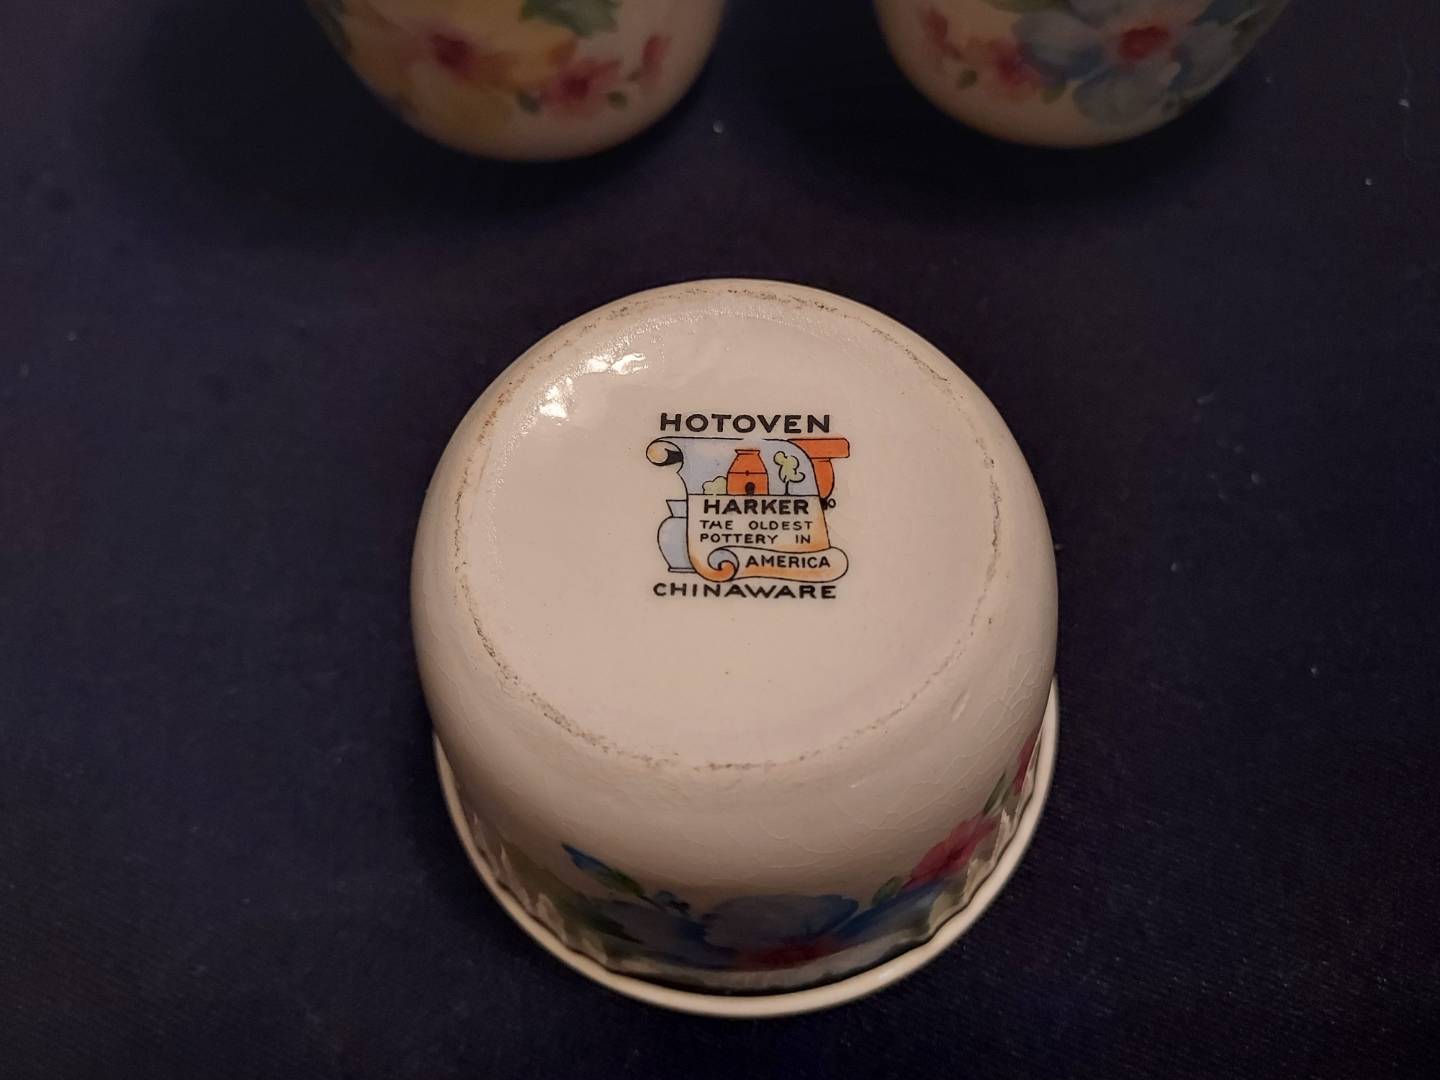 HOTOVEN
HARKER
THE OLDEST
POTTERY IN
AMERICA
CHINAWARE